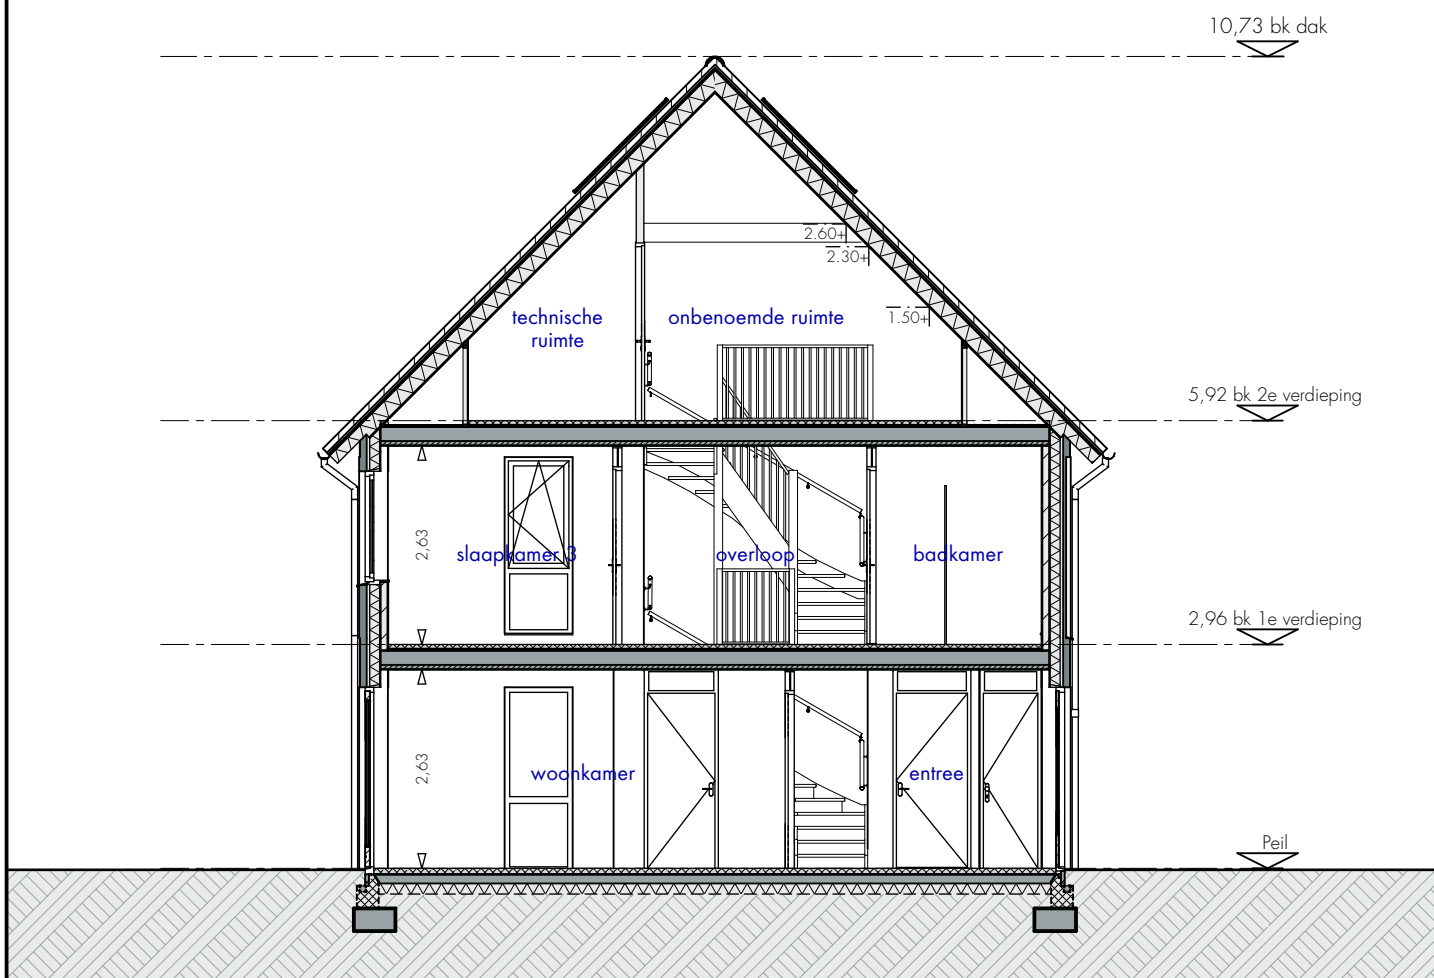 10,73 bk dak
2.60+
2.30+
1.50+
technische
ruimte
onbenoemde ruimte
5,92 bk 2e verdieping
2,63
slaapkamer 3
overloop
badkamer
2,96 bk 1e verdieping
2,63
woonkamer
entree
Peil